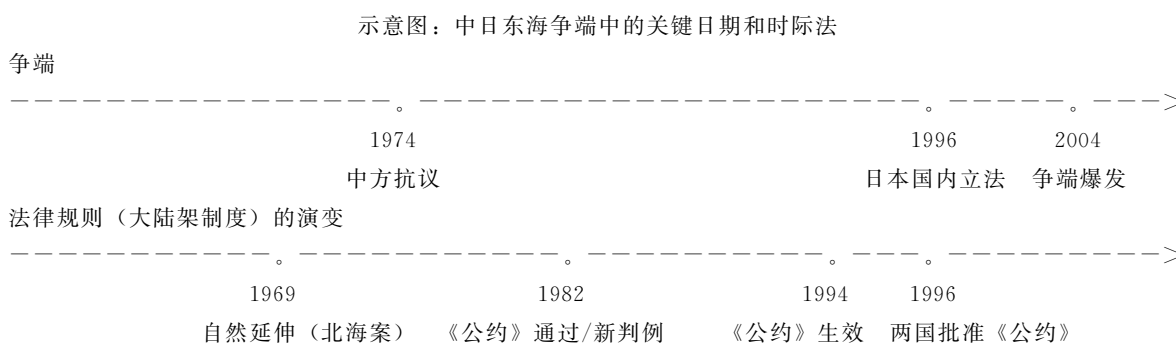 示意图：中日东海争端中的关键日期和时际法
争端
1974 1996 2004
中方抗议 日本国内立法 争端爆发
法律规则（大陆架制度）的演变
1969 1982 1994 1996
自然延伸（北海案） 《公约》通过/新判例 《公约》生效 两国批准《公约》